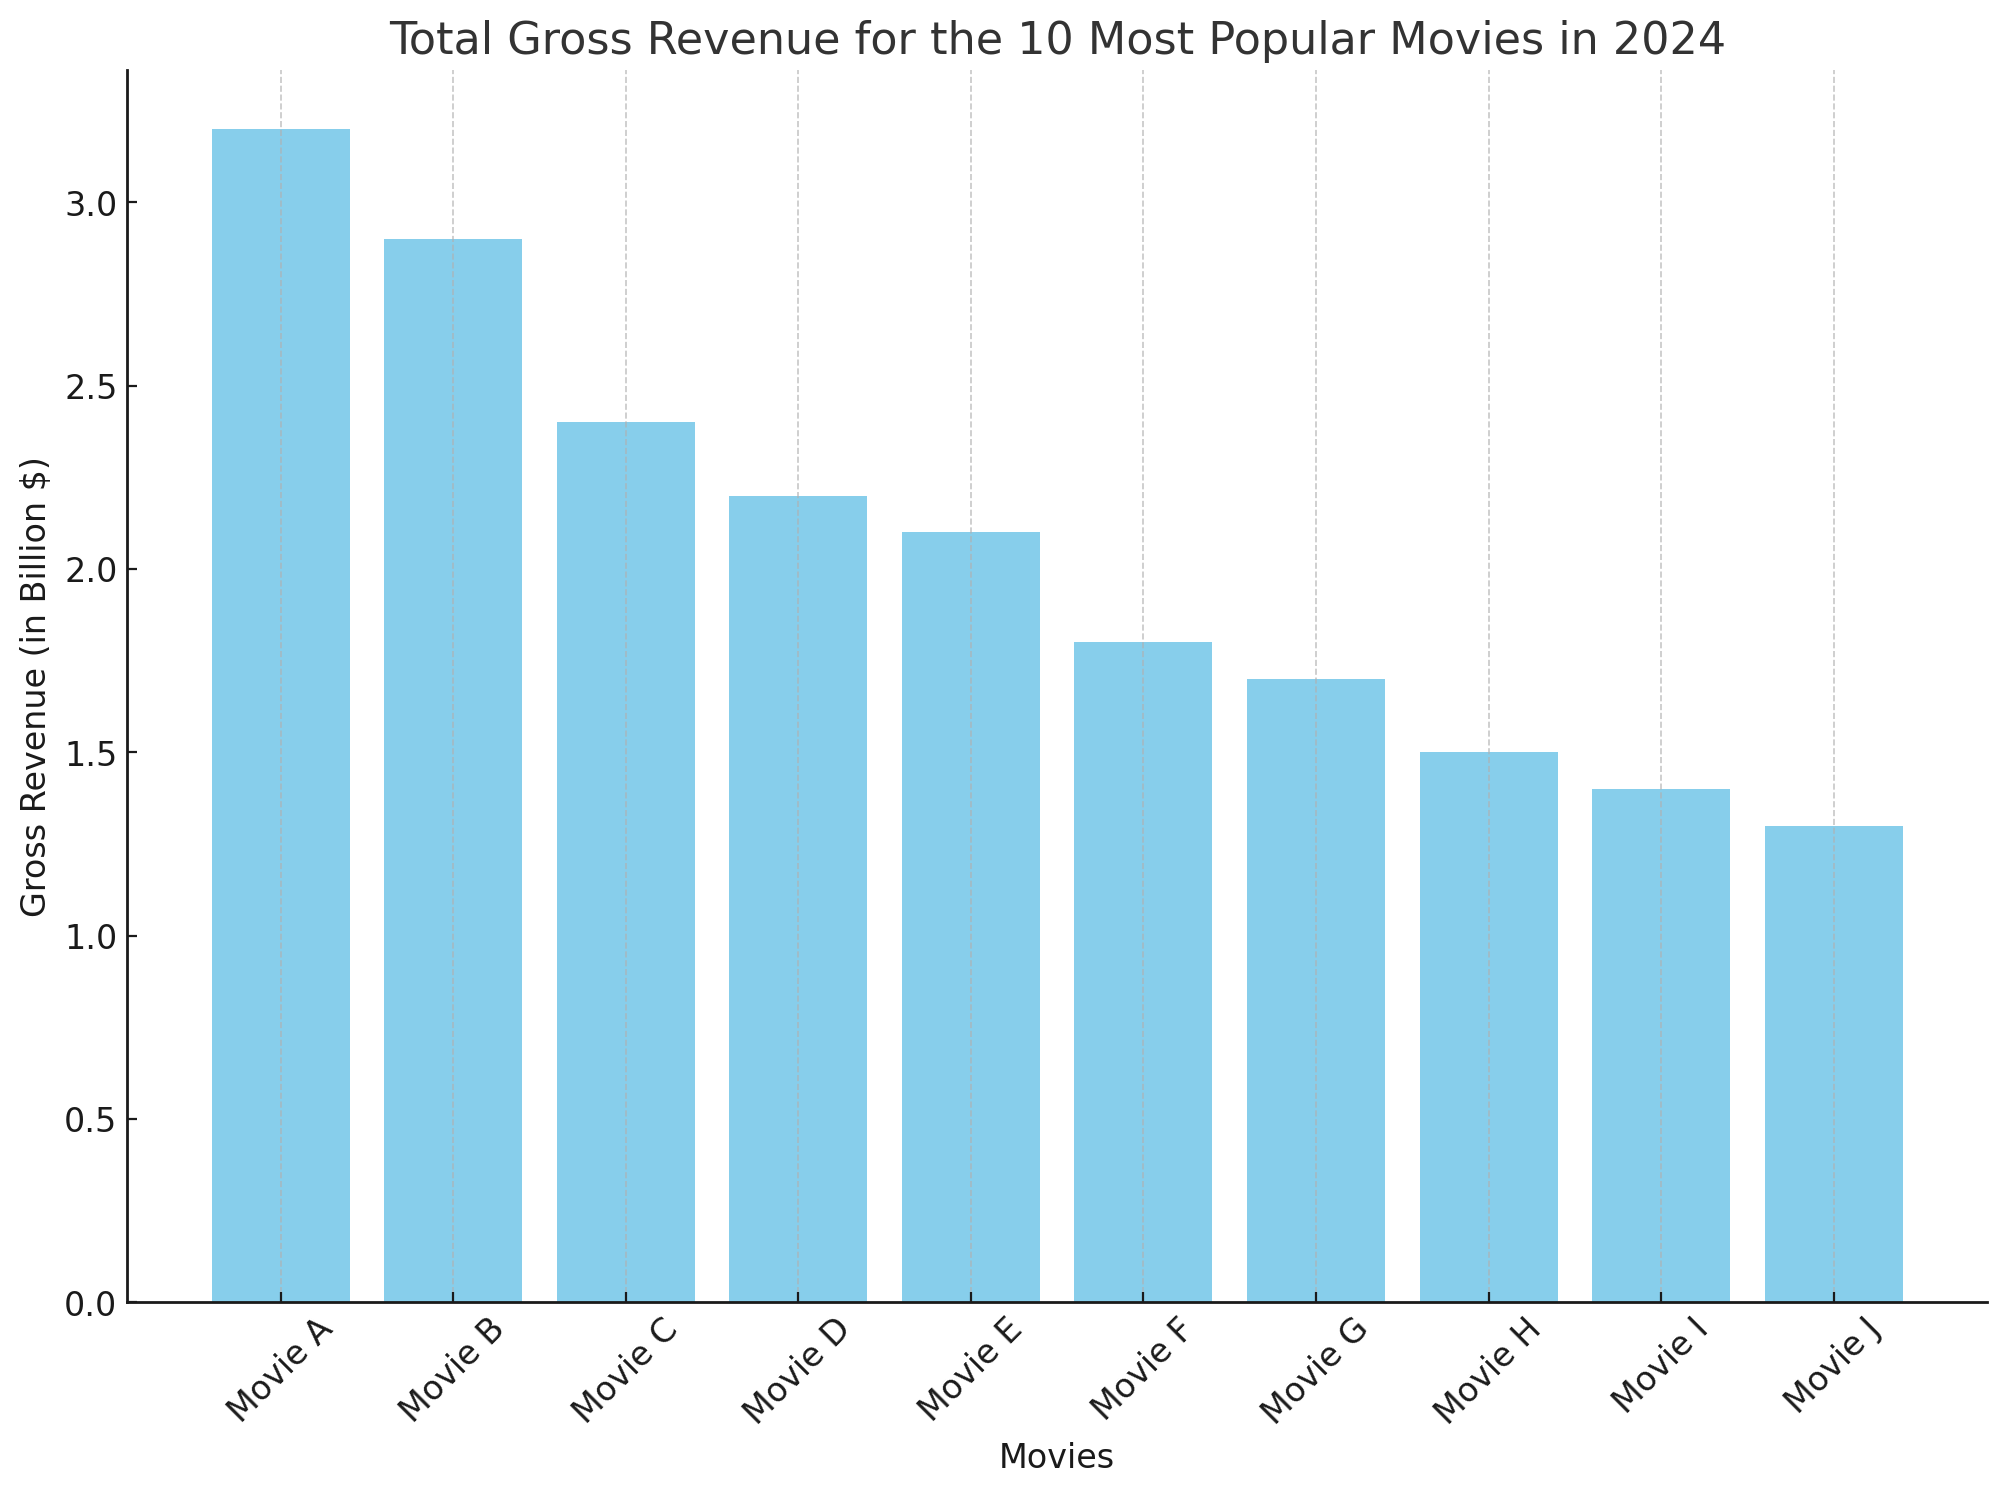 Total Gross Revenue for the 10 Most Popular Movies in 2024
Gross Revenue (in Billion $)
3.0
2.5
2.0
1.5
1.0
0.5
0.0
Movie A
Movie B
Movie C
Movie D
Movie E
Movie F
Movie G
Movie H
Movie I
Movie J
Movies